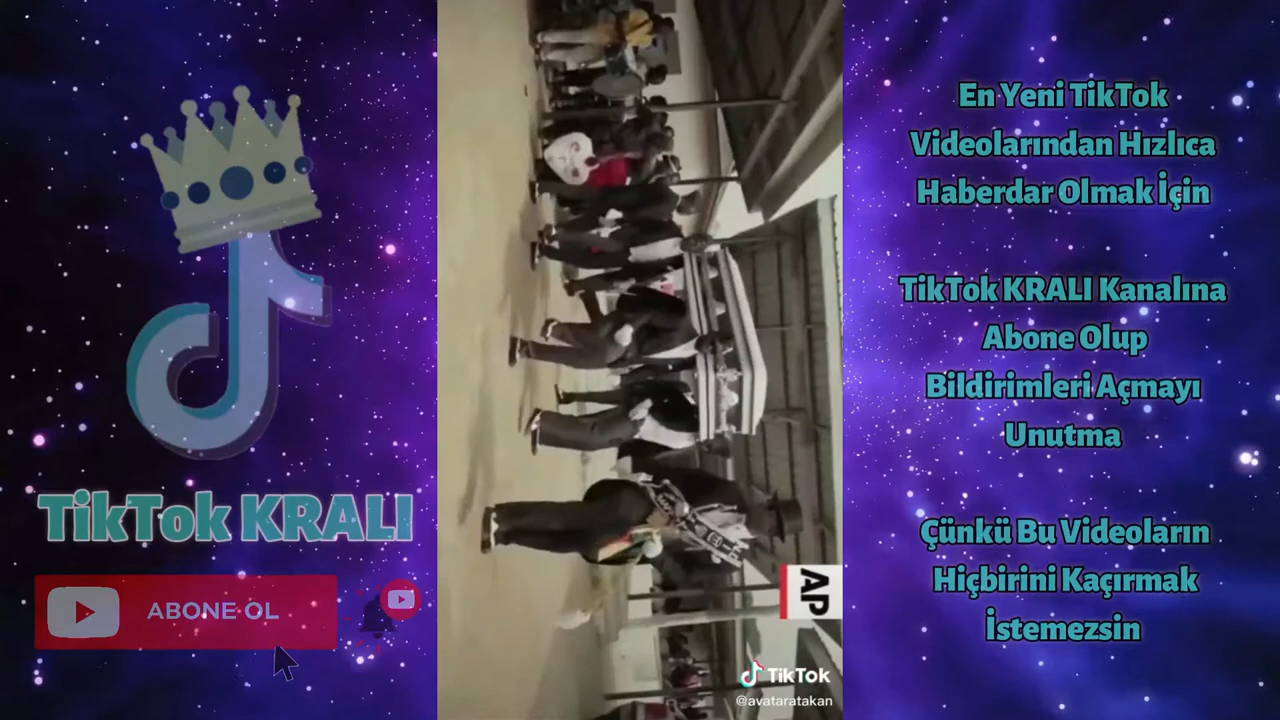 TikTok KRALI
ABONE OL
AP
TikTok
@avataratakan
En Yeni TikTok
Videolarından Hızlıca
Haberdar Olmak İçin
TikTok KRALI Kanalına
Abone Olup
Bildirimleri Açmayı
Unutma
Çünkü Bu Videoların
Hiçbirini Kaçırmak
İstemezsin